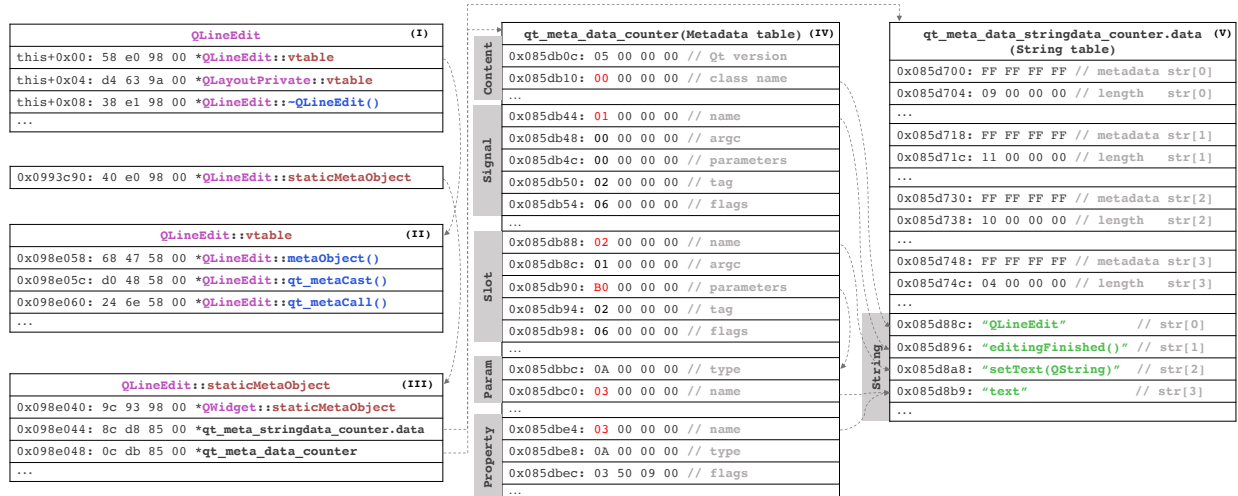 QLineEdit (I)
this+0x00: 58 e0 98 00 *QLineEdit::vtable
this+0x04: d4 63 9a 00 *QLayoutPrivate::vtable
this+0x08: 38 e1 98 00 *QLineEdit::~QLineEdit()
...
0x0993c90: 40 e0 98 00 *QLineEdit::staticMetaObject
QLineEdit::vtable (II)
0x098e058: 68 47 58 00 *QLineEdit::metaObject()
0x098e05c: d0 48 58 00 *QLineEdit::qt_metaCast()
0x098e060: 24 6e 58 00 *QLineEdit::qt_metaCall()
...
QLineEdit::staticMetaObject (III)
0x098e040: 9c 93 98 00 *QWidget::staticMetaObject
0x098e044: 8c d8 85 00 *qt_meta_stringdata_counter.data
0x098e048: 0c db 85 00 *qt_meta_data_counter
...
qt_meta_data_counter(Metadata table) (IV)
Content
0x085db0c: 05 00 00 00 // Qt version
0x085db10: 00 00 00 00 // class name
...
Signal
0x085db44: 01 00 00 00 // name
0x085db48: 00 00 00 00 // argc
0x085db4c: 00 00 00 00 // parameters
0x085db50: 02 00 00 00 // tag
0x085db54: 06 00 00 00 // flags
...
Slot
0x085db88: 02 00 00 00 // name
0x085db8c: 01 00 00 00 // argc
0x085db90: B0 00 00 00 // parameters
0x085db94: 02 00 00 00 // tag
0x085db98: 06 00 00 00 // flags
...
Param
0x085dbbc: 0A 00 00 00 // type
0x085dbc0: 03 00 00 00 // name
...
Property
0x085dbe4: 03 00 00 00 // name
0x085dbe8: 0A 00 00 00 // type
0x085dbec: 03 50 09 00 // flags
...
qt_meta_data_stringdata_counter.data (V)
(String table)
0x085d700: FF FF FF FF // metadata str[0]
0x085d704: 09 00 00 00 // length str[0]
...
0x085d718: FF FF FF FF // metadata str[1]
0x085d71c: 11 00 00 00 // length str[1]
...
0x085d730: FF FF FF FF // metadata str[2]
0x085d738: 10 00 00 00 // length str[2]
...
0x085d748: FF FF FF FF // metadata str[3]
0x085d74c: 04 00 00 00 // length str[3]
...
String
0x085d88c: “QLineEdit” // str[0]
0x085d896: “editingFinished()” // str[1]
0x085d8a8: “setText(QString)” // str[2]
0x085d8b9: “text” // str[3]
...